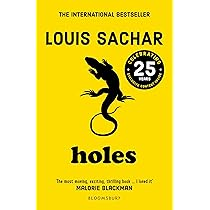 THE INTERNATIONAL BESTSELLER
LOUIS SACHAR
CELEBRATING
25
YEARS
holes
'The most moving, exciting, thrilling book ... I loved it'
MALORIE BLACKMAN
BLOOMSBURY